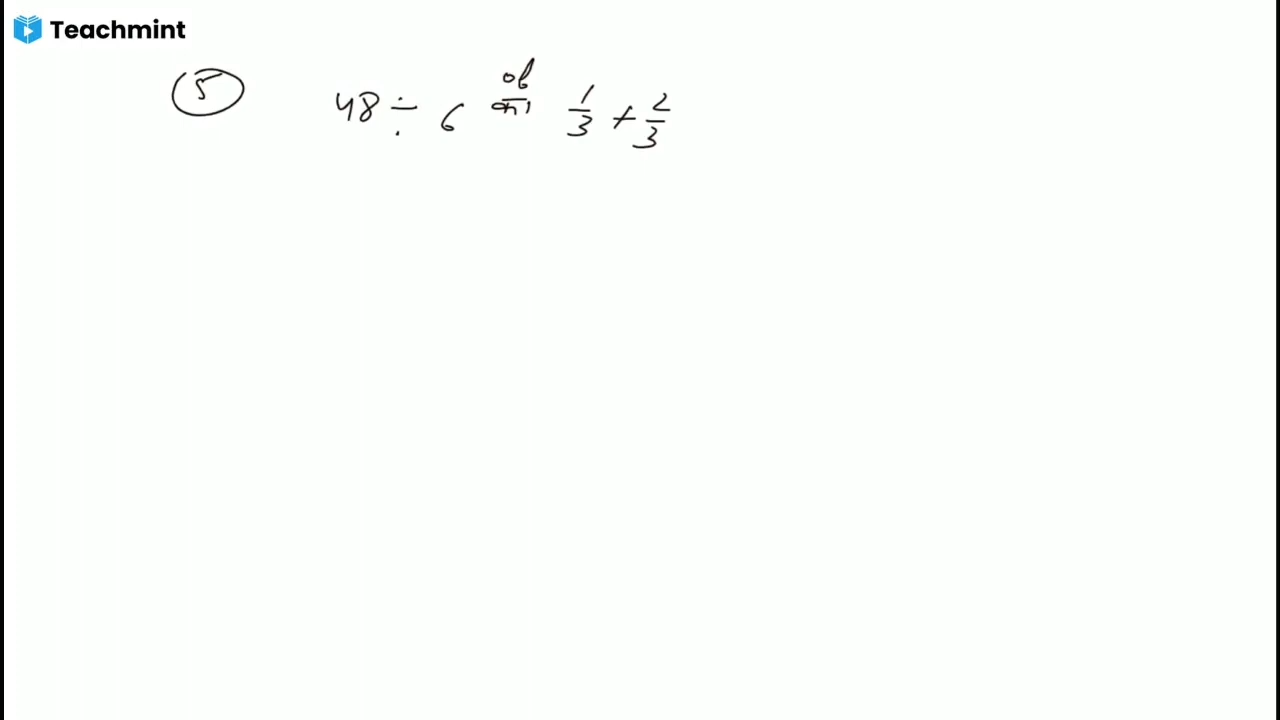 Teachmint
⑤ 48 ÷ 6 of का 1/3 + 2/3